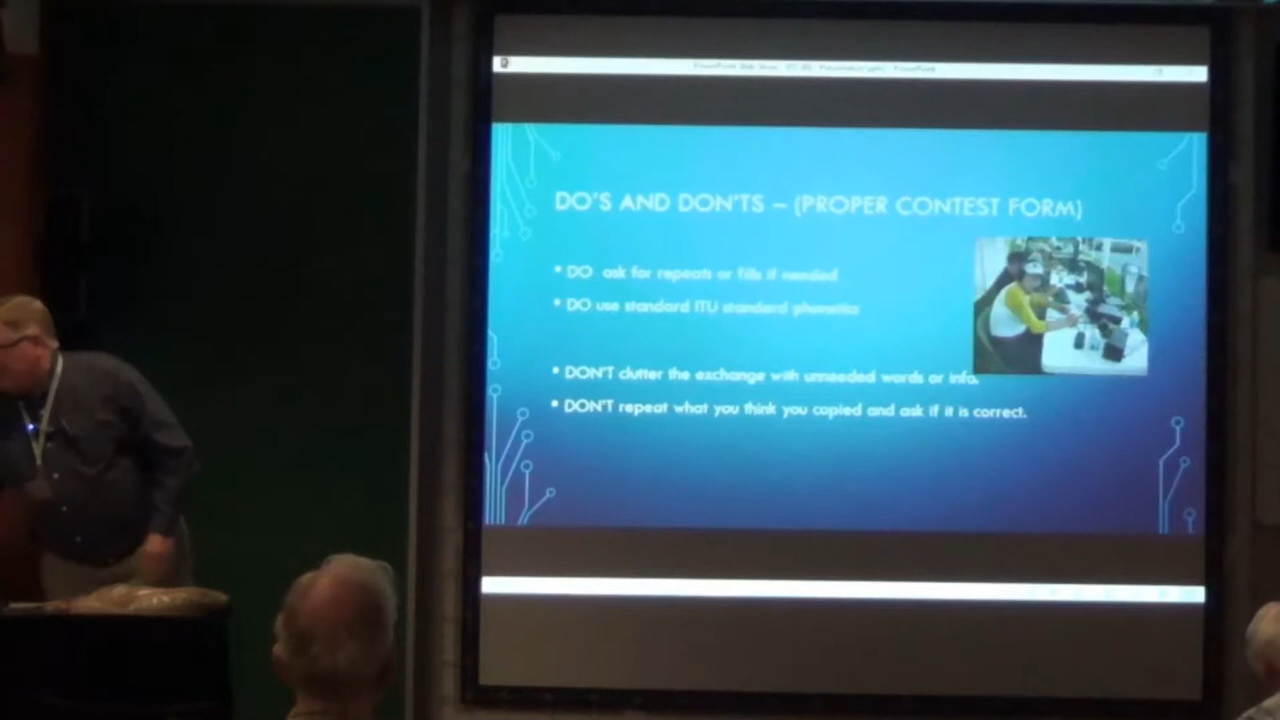 DO'S AND DON'TS – (PROPER CONTEST FORM)
• DO ask for repeats or fills if needed
• DO use standard ITU standard phonetics
• DON'T clutter the exchange with unneeded words or info.
• DON'T repeat what you think you copied and ask if it is correct.